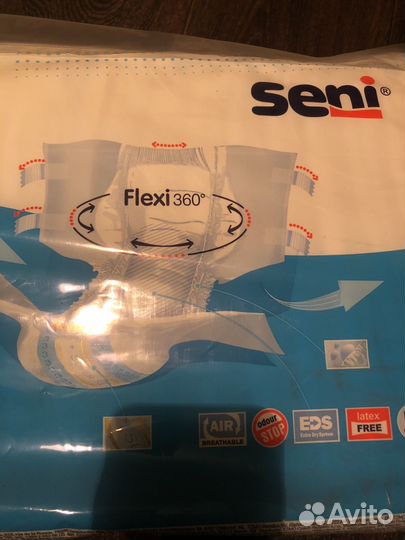 seni®
Flexi 360°
AIR
BREATHABLE
odour
STOP
EDS
Extra Dry System
latex
FREE
Avito